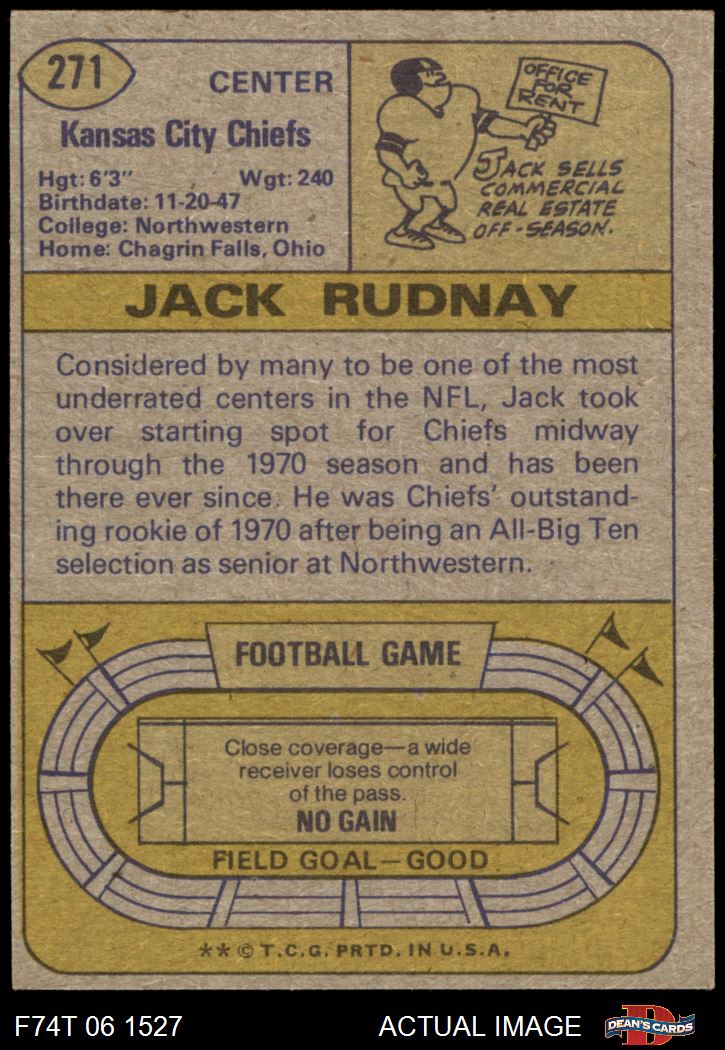 271
CENTER
Kansas City Chiefs
Hgt: 6'3" Wgt: 240
Birthdate: 11-20-47
College: Northwestern
Home: Chagrin Falls, Ohio
OFFICE
FOR
RENT
JACK SELLS
COMMERCIAL
REAL ESTATE
OFF-SEASON.
JACK RUDNAY
Considered by many to be one of the most
underrated centers in the NFL, Jack took
over starting spot for Chiefs midway
through the 1970 season and has been
there ever since. He was Chiefs' outstand-
ing rookie of 1970 after being an All-Big Ten
selection as senior at Northwestern.
FOOTBALL GAME
Close coverage—a wide
receiver loses control
of the pass.
NO GAIN
FIELD GOAL—GOOD
** © T.C.G. PRTD. IN U.S.A.
F74T 06 1527 ACTUAL IMAGE
D
DEAN'S CARDS